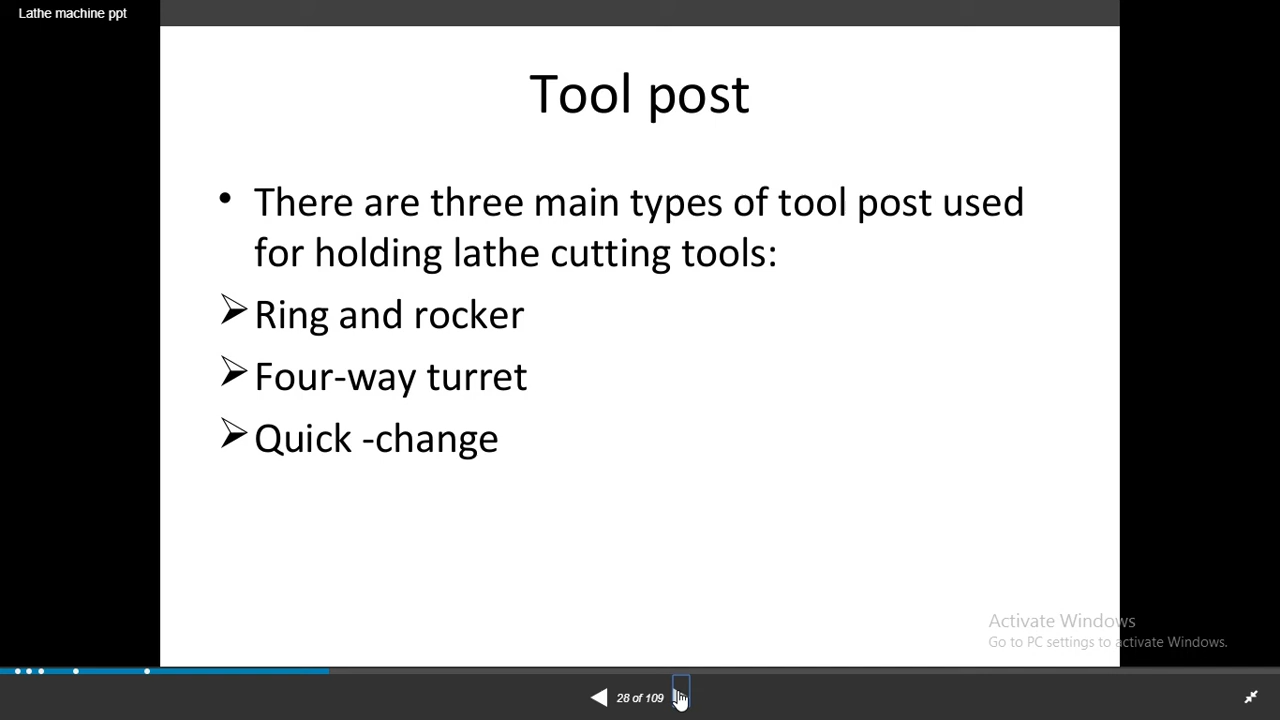 Lathe machine ppt
Tool post
• There are three main types of tool post used
for holding lathe cutting tools:
➢Ring and rocker
➢Four-way turret
➢Quick -change
Activate Windows
Go to PC settings to activate Windows.
28 of 109